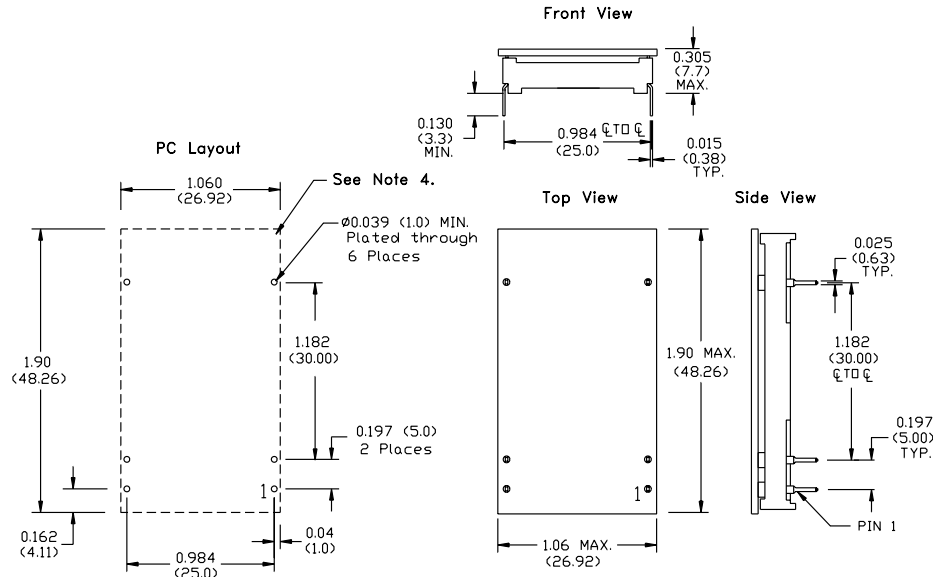 Front View
0.305
(7.7)
MAX.
0.130
(3.3)
MIN.
0.984 ℄ TO ℄
(25.0)
0.015
(0.38)
TYP.
PC Layout
1.060
(26.92)
See Note 4.
Ø0.039 (1.0) MIN.
Plated through
6 Places
1.90
(48.26)
1.182
(30.00)
0.197 (5.0)
2 Places
1
0.162
(4.11)
0.984
(25.0)
0.04
(1.0)
Top View
1.90 MAX.
(48.26)
1
1.06 MAX.
(26.92)
Side View
0.025
(0.63)
TYP.
1.182
(30.00)
℄ TO ℄
0.197
(5.00)
TYP.
PIN 1